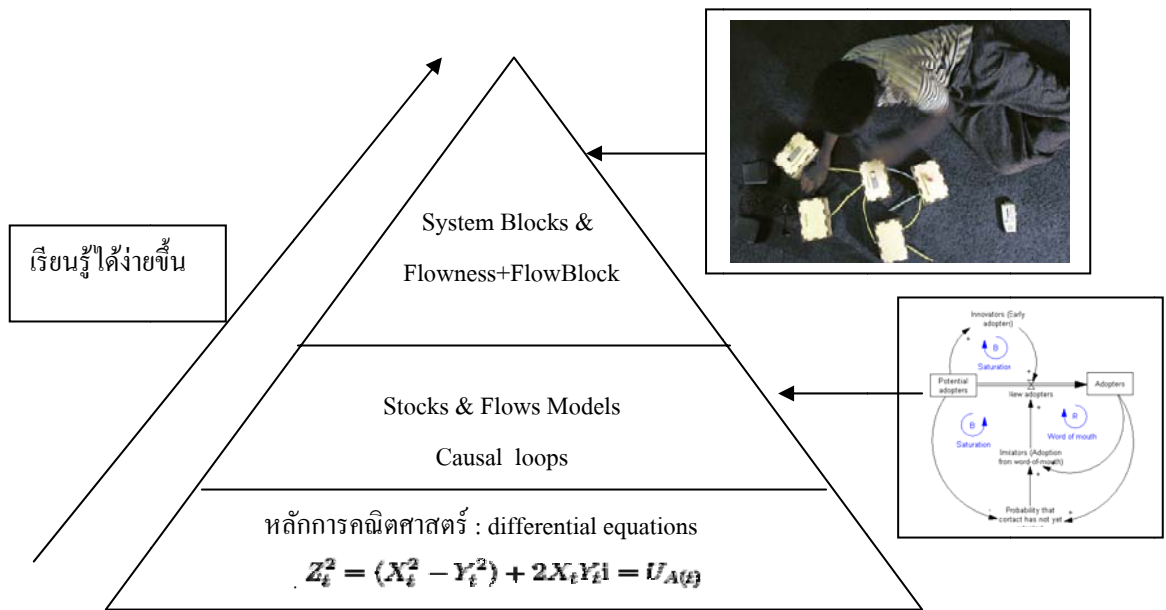 System Blocks &
Flowness+FlowBlock
เรียนรู้ได้ง่ายขึ้น
Stocks & Flows Models
Causal loops
หลักการคณิตศาสตร์ : differential equations
Z_t^2 = (X_t^2 - Y_t^2) + 2X_tY_ti = U_{A(t)}
Innovators (Early
adopter)
B
Saturation
Potential
adopters
New adopters
Adopters
B
Saturation
R
Word of mouth
Imitators (Adoption
from word-of-mouth)
Probability that
contact has not yet